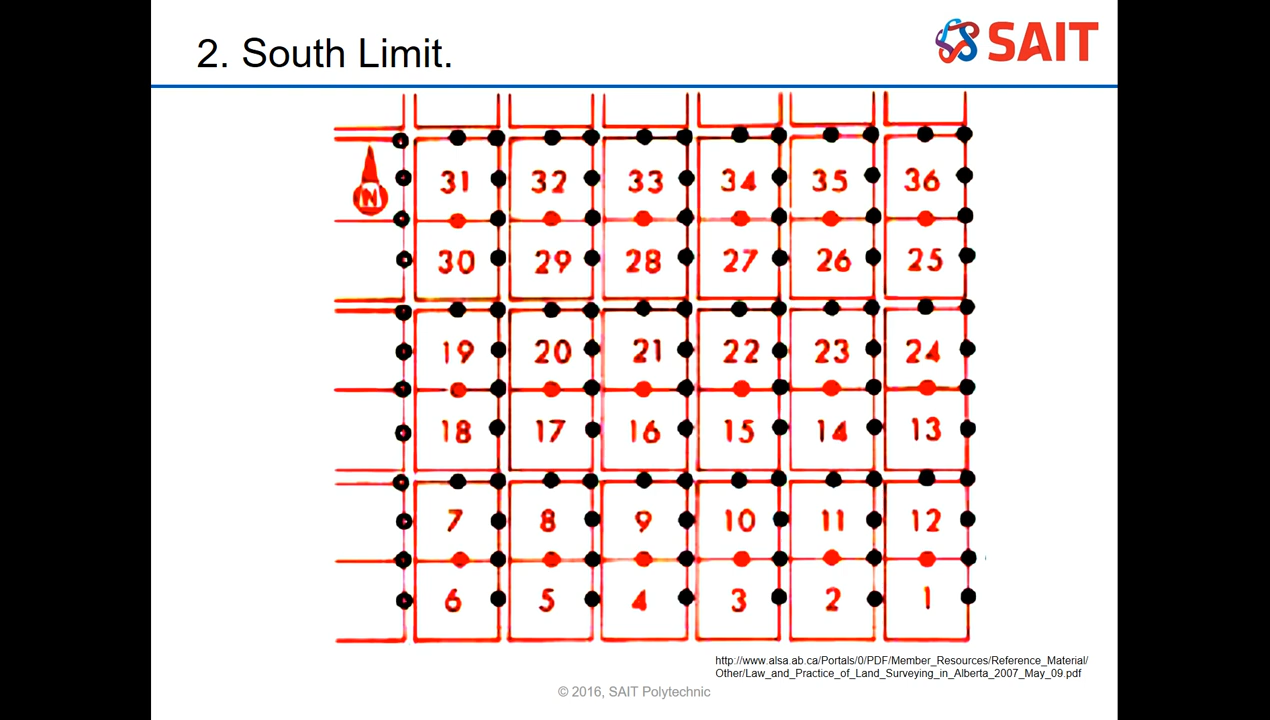 2. South Limit.
SAIT
31 32 33 34 35 36
N
30 29 28 27 26 25
19 20 21 22 23 24
18 17 16 15 14 13
7 8 9 10 11 12
6 5 4 3 2 1
http://www.alsa.ab.ca/Portals/0/PDF/Member_Resources/Reference_Material/
Other/Law_and_Practice_of_Land_Surveying_in_Alberta_2007_May_09.pdf
© 2016, SAIT Polytechnic